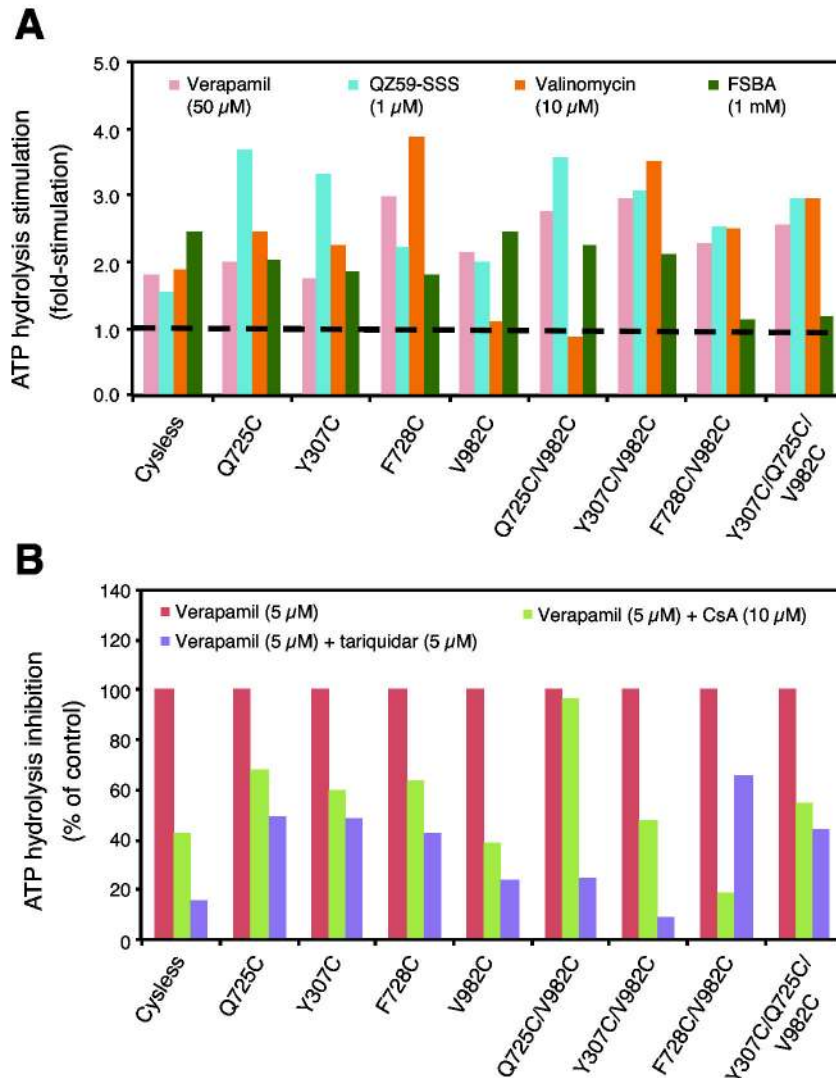 A
5.0
4.0
3.0
2.0
1.0
0.0
ATP hydrolysis stimulation
(fold-stimulation)
Verapamil
(50 µM)
QZ59-SSS
(1 µM)
Valinomycin
(10 µM)
FSBA
(1 mM)
Cysless
Q725C
Y307C
F728C
V982C
Q725C/V982C
Y307C/V982C
F728C/V982C
Y307C/Q725C/
V982C
B
140
120
100
80
60
40
20
0
ATP hydrolysis inhibition
(% of control)
Verapamil (5 µM)
Verapamil (5 µM) + CsA (10 µM)
Verapamil (5 µM) + tariquidar (5 µM)
Cysless
Q725C
Y307C
F728C
V982C
Q725C/V982C
Y307C/V982C
F728C/V982C
Y307C/Q725C/
V982C